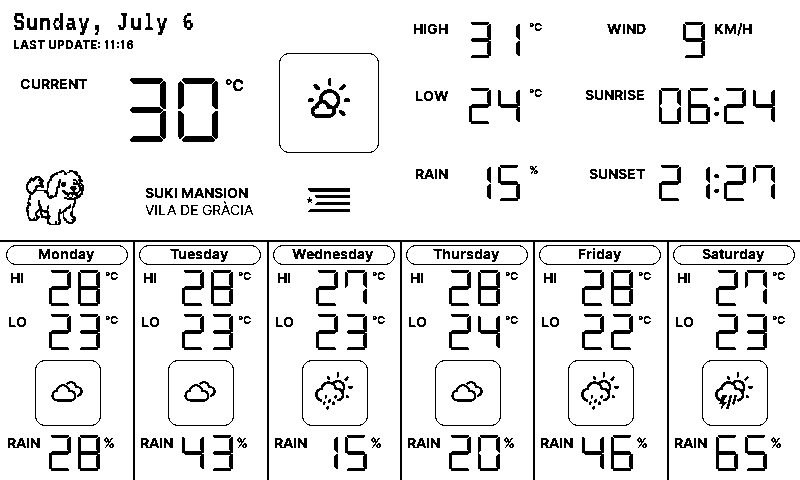 Sunday, July 6
LAST UPDATE: 11:16
CURRENT 30 °C
HIGH 31 °C
WIND 9 KM/H
LOW 24 °C
SUNRISE 06:24
RAIN 15 %
SUNSET 21:27
SUKI MANSION
VILA DE GRÀCIA
Monday
HI 28 °C
LO 23 °C
RAIN 28 %
Tuesday
HI 28 °C
LO 23 °C
RAIN 43 %
Wednesday
HI 27 °C
LO 23 °C
RAIN 15 %
Thursday
HI 28 °C
LO 24 °C
RAIN 20 %
Friday
HI 28 °C
LO 22 °C
RAIN 46 %
Saturday
HI 27 °C
LO 23 °C
RAIN 65 %